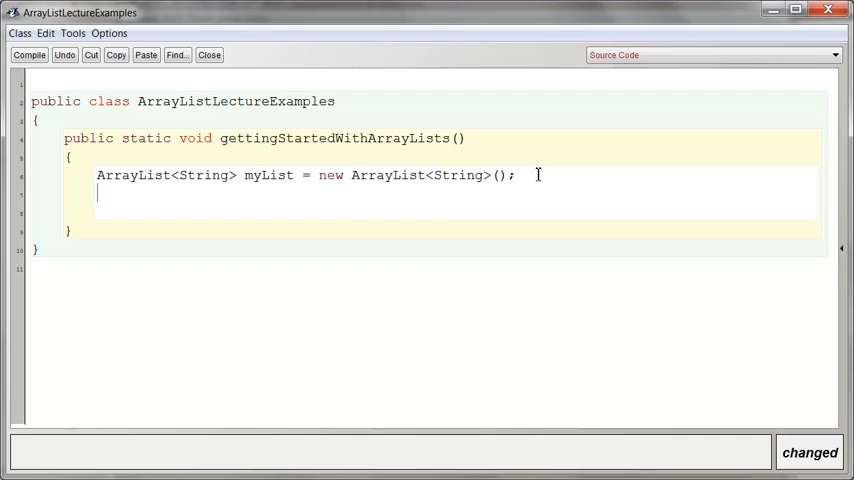 ArrayListLectureExamples
Class Edit Tools Options
Compile Undo Cut Copy Paste Find... Close Source Code
1
2 public class ArrayListLectureExamples
3 {
4 public static void gettingStartedWithArrayLists()
5 {
6 ArrayList<String> myList = new ArrayList<String>();
7
8
9 }
10 }
11
changed